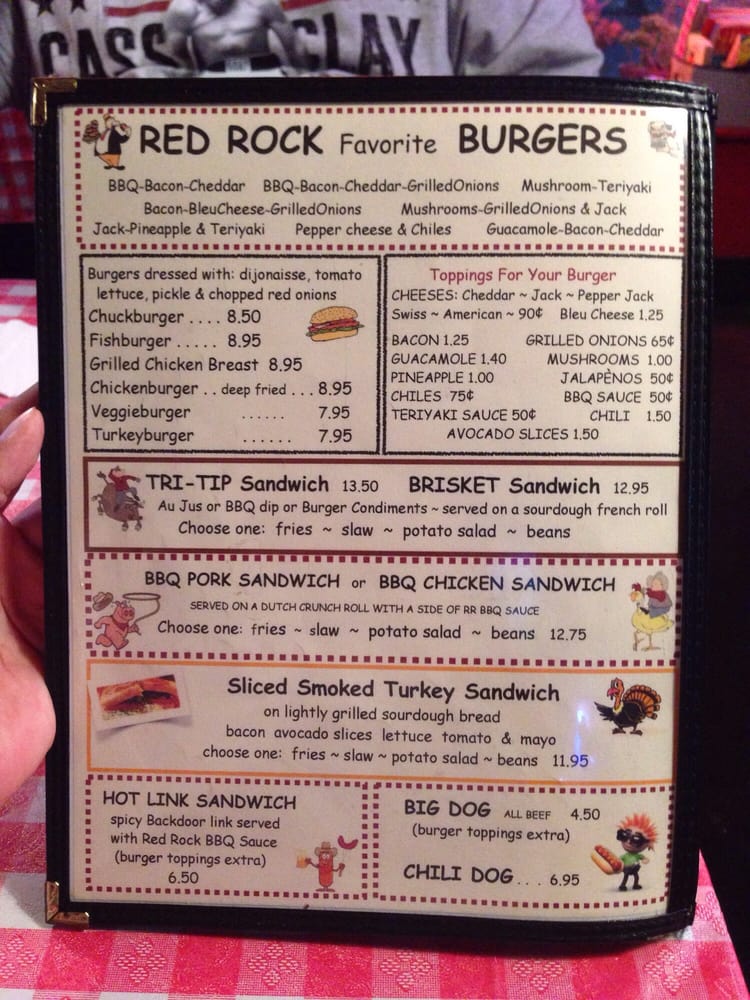 CASS CLAY
RED ROCK Favorite BURGERS
BBQ-Bacon-Cheddar BBQ-Bacon-Cheddar-GrilledOnions Mushroom-Teriyaki
Bacon-BleuCheese-GrilledOnions Mushrooms-GrilledOnions & Jack
Jack-Pineapple & Teriyaki Pepper cheese & Chiles Guacamole-Bacon-Cheddar
Burgers dressed with: dijonaisse, tomato
lettuce, pickle & chopped red onions
Chuckburger . . . . 8.50
Fishburger . . . . . 8.95
Grilled Chicken Breast 8.95
Chickenburger . . deep fried . . . 8.95
Veggieburger . . . . . . 7.95
Turkeyburger . . . . . . 7.95
Toppings For Your Burger
CHEESES: Cheddar ~ Jack ~ Pepper Jack
Swiss ~ American ~ 90¢ Bleu Cheese 1.25
BACON 1.25 GRILLED ONIONS 65¢
GUACAMOLE 1.40 MUSHROOMS 1.00
PINEAPPLE 1.00 JALAPÈNOS 50¢
CHILES 75¢ BBQ SAUCE 50¢
TERIYAKI SAUCE 50¢ CHILI 1.50
AVOCADO SLICES 1.50
TRI-TIP Sandwich 13.50 BRISKET Sandwich 12.95
Au Jus or BBQ dip or Burger Condiments ~ served on a sourdough french roll
Choose one: fries ~ slaw ~ potato salad ~ beans
BBQ PORK SANDWICH or BBQ CHICKEN SANDWICH
SERVED ON A DUTCH CRUNCH ROLL WITH A SIDE OF RR BBQ SAUCE
Choose one: fries ~ slaw ~ potato salad ~ beans 12.75
Sliced Smoked Turkey Sandwich
on lightly grilled sourdough bread
bacon avocado slices lettuce tomato & mayo
choose one: fries ~ slaw ~ potato salad ~ beans 11.95
HOT LINK SANDWICH
spicy Backdoor link served
with Red Rock BBQ Sauce
(burger toppings extra)
6.50
BIG DOG ALL BEEF 4.50
(burger toppings extra)
CHILI DOG . . . 6.95